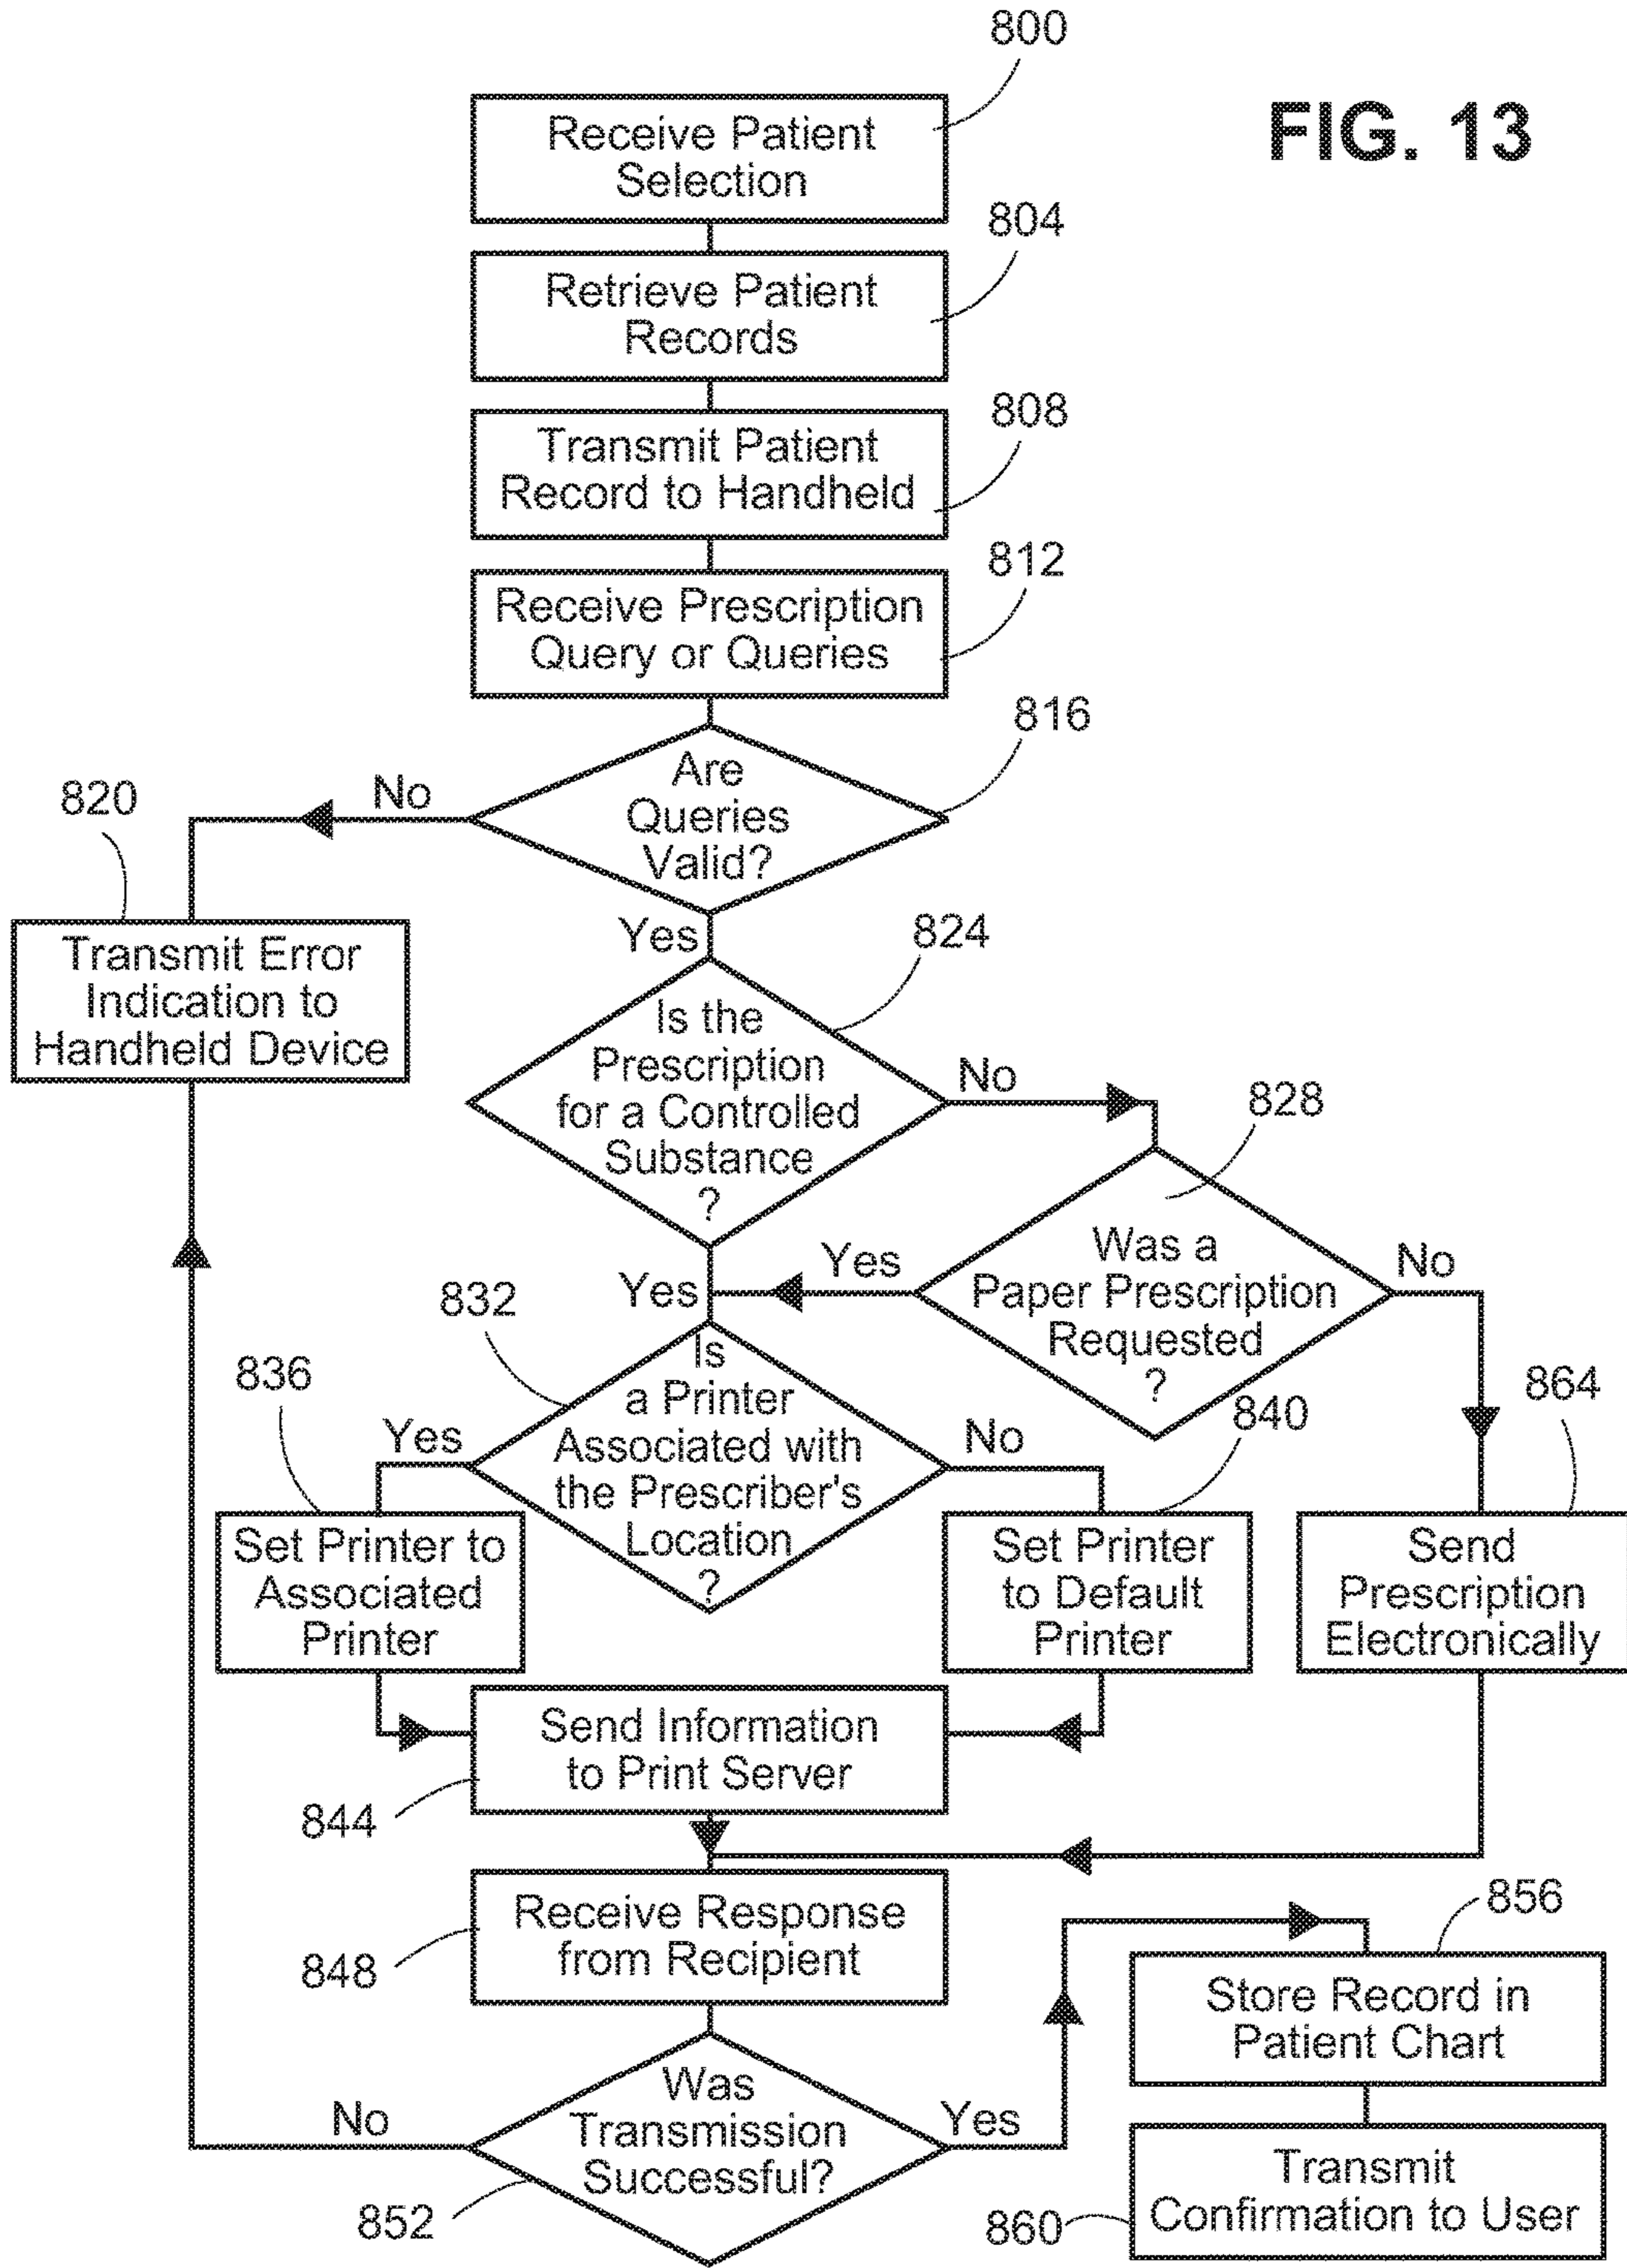 800
FIG. 13
Receive Patient
Selection
804
Retrieve Patient
Records
808
Transmit Patient
Record to Handheld
812
Receive Prescription
Query or Queries
816
Are
Queries
Valid?
No
820
Transmit Error
Indication to
Handheld Device
Yes
824
Is the
Prescription
for a Controlled
Substance
?
No
828
Was a
Paper Prescription
Requested
?
Yes
Yes
No
832
Is
a Printer
Associated with
the Prescriber's
Location
?
836
Yes
No
840
864
Set Printer to
Associated
Printer
Set Printer
to Default
Printer
Send
Prescription
Electronically
Send Information
to Print Server
844
Receive Response
from Recipient
848
856
Store Record in
Patient Chart
Was
Transmission
Successful?
No
Yes
852
Transmit
Confirmation to User
860